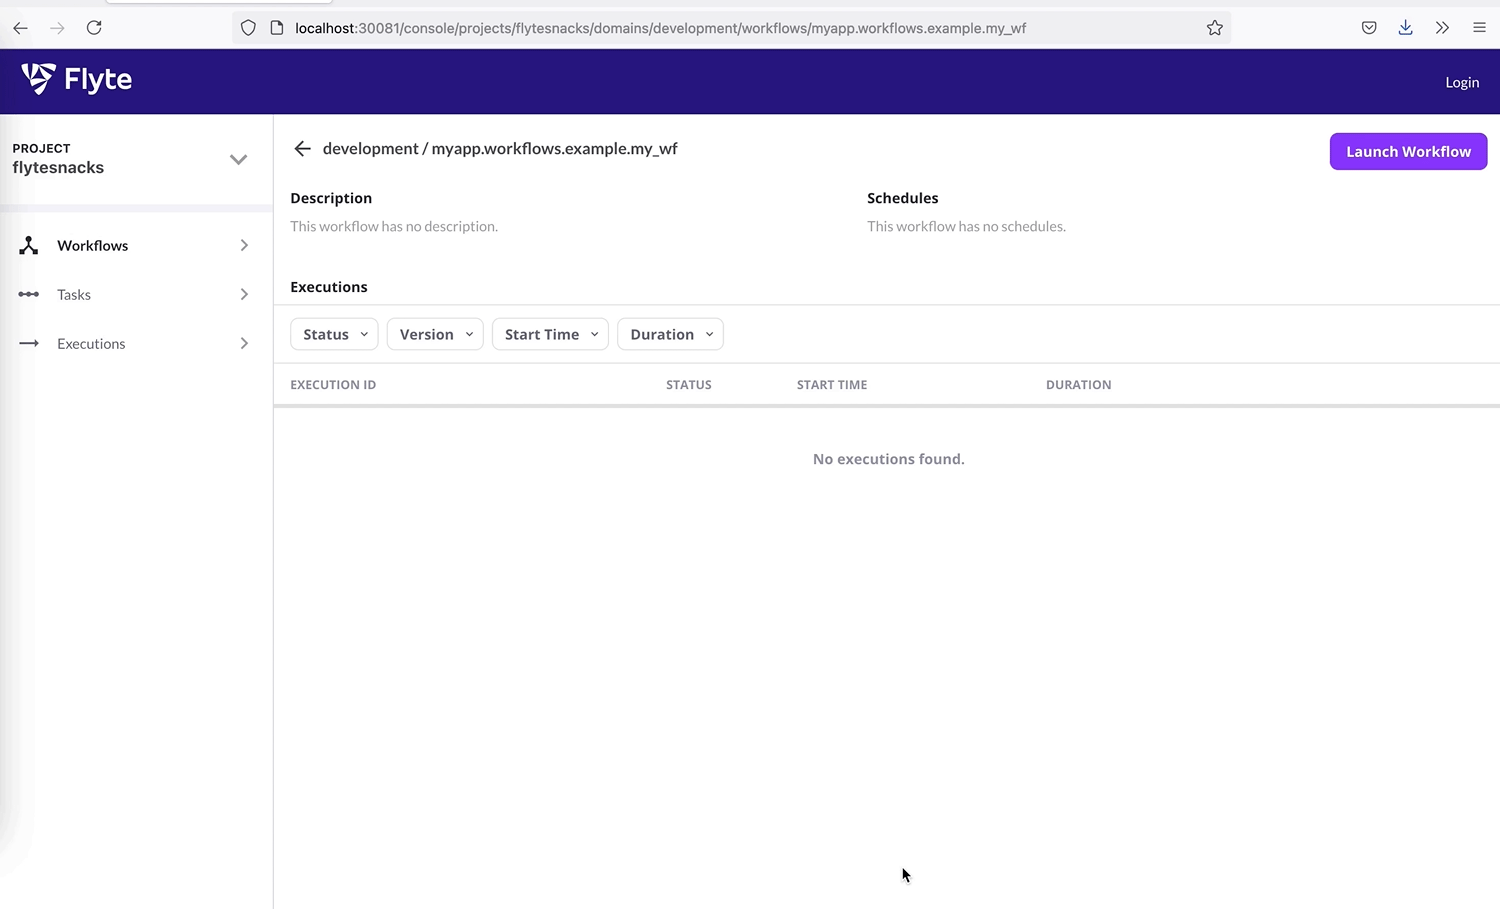 localhost:30081/console/projects/flytesnacks/domains/development/workflows/myapp.workflows.example.my_wf
Flyte
Login
PROJECT
flytesnacks
development / myapp.workflows.example.my_wf
Launch Workflow
Description
Schedules
This workflow has no description.
This workflow has no schedules.
Workflows
Tasks
Executions
Executions
Status
Version
Start Time
Duration
EXECUTION ID
STATUS
START TIME
DURATION
No executions found.